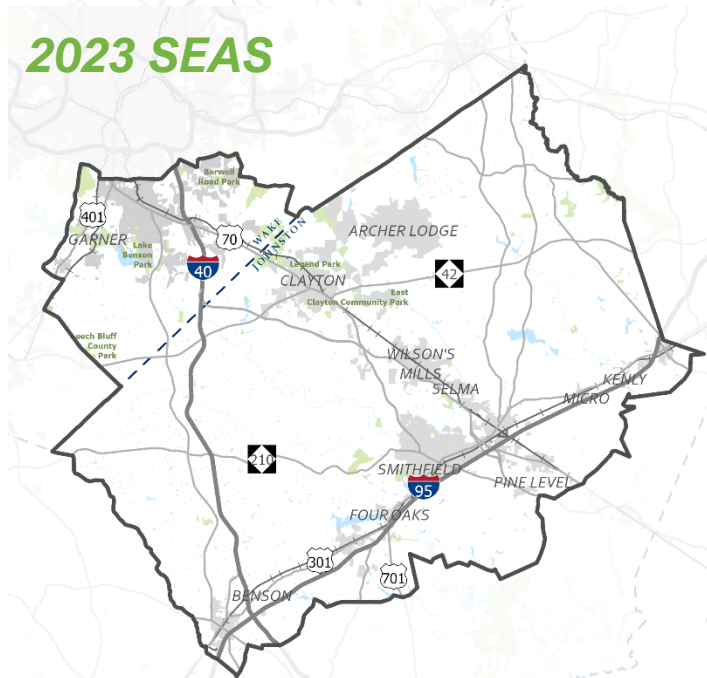 2023 SEAS
Barwell
Road Park
401
GARNER
70
WAKE
JOHNSTON
ARCHER LODGE
Lake
Benson
Park
40
Legend Park
42
CLAYTON
East
Clayton Community Park
eech Bluff
County
Park
WILSON'S
MILLS
SELMA
KENLY
MICRO
210
SMITHFIELD
95
PINE LEVEL
FOUR OAKS
301
701
BENSON